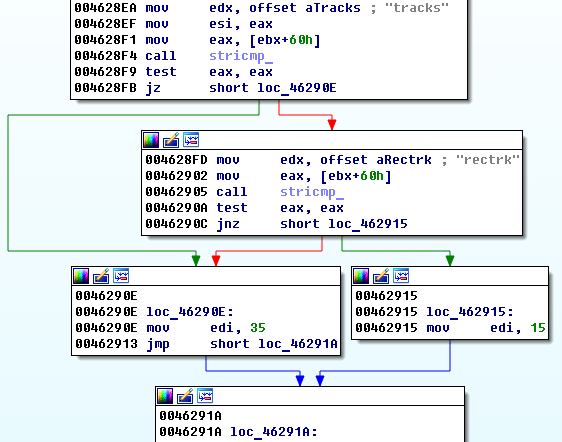 004628EA mov     edx, offset aTracks ; "tracks"
004628EF mov     esi, eax
004628F1 mov     eax, [ebx+60h]
004628F4 call    stricmp_
004628F9 test    eax, eax
004628FB jz      short loc_46290E
004628FD mov     edx, offset aRectrk ; "rectrk"
00462902 mov     eax, [ebx+60h]
00462905 call    stricmp_
0046290A test    eax, eax
0046290C jnz     short loc_462915
0046290E
0046290E loc_46290E:
0046290E mov     edi, 35
00462913 jmp     short loc_46291A
00462915
00462915 loc_462915:
00462915 mov     edi, 15
0046291A
0046291A loc_46291A: